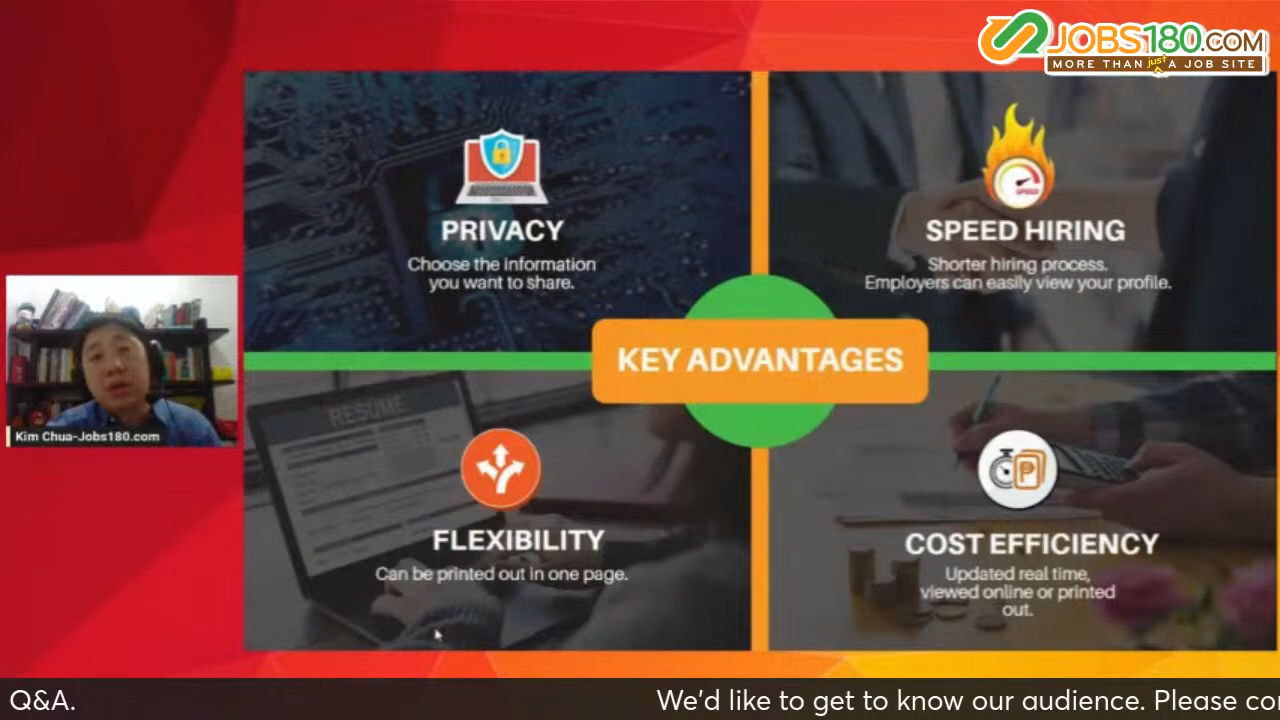 JOBS180.COM
MORE THAN just A JOB SITE
PRIVACY
Choose the information
you want to share.
SPEED
SPEED HIRING
Shorter hiring process.
Employers can easily view your profile.
KEY ADVANTAGES
Kim Chua-Jobs180.com
RESUME
FLEXIBILITY
Can be printed out in one page.
P
COST EFFICIENCY
Updated real time,
viewed online or printed
out.
Q&A. We'd like to get to know our audience. Please